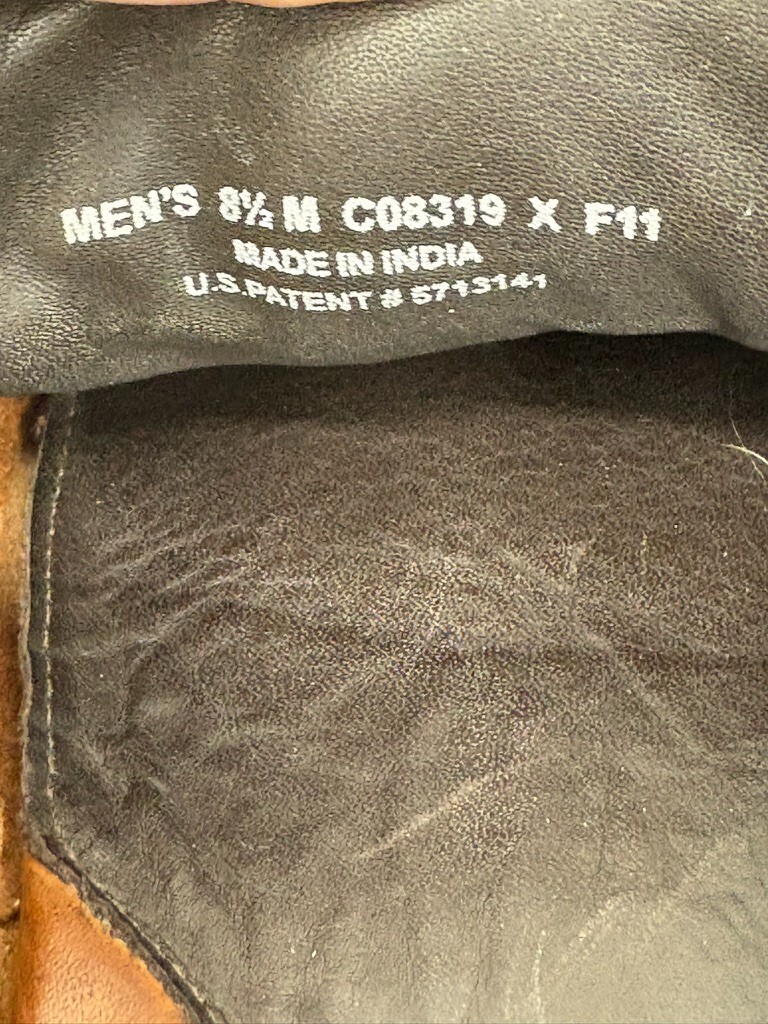 MEN'S 8½ M C08319 X F11
MADE IN INDIA
U.S.PATENT # 5713141